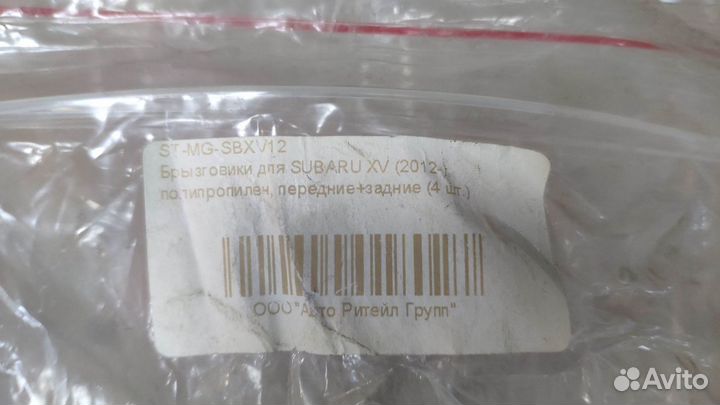 ST-MG-SBXV12
Брызговики для SUBARU XV (2012-)
полипропилен, передние+задние (4 шт.)
ООО "Авто Ритейл Групп"
Avito